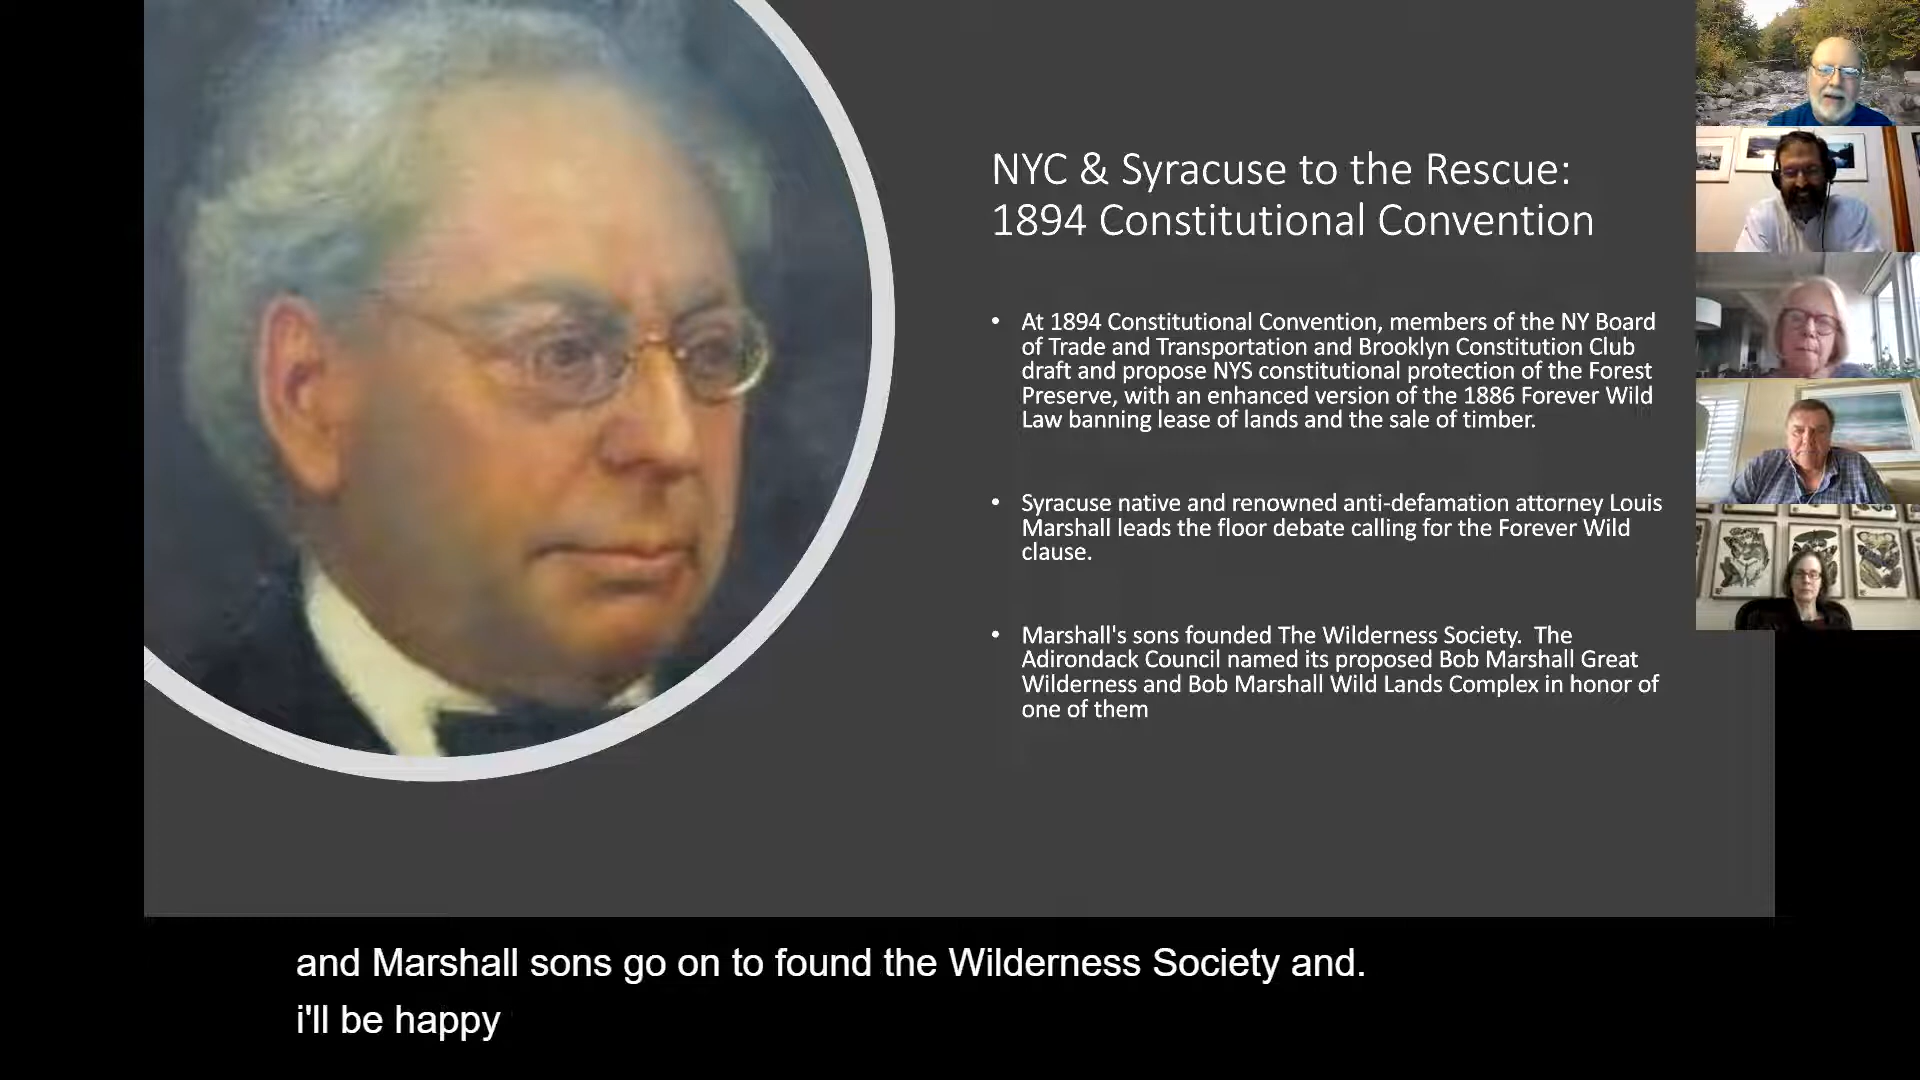 NYC & Syracuse to the Rescue:
1894 Constitutional Convention
• At 1894 Constitutional Convention, members of the NY Board
of Trade and Transportation and Brooklyn Constitution Club
draft and propose NYS constitutional protection of the Forest
Preserve, with an enhanced version of the 1886 Forever Wild
Law banning lease of lands and the sale of timber.
• Syracuse native and renowned anti-defamation attorney Louis
Marshall leads the floor debate calling for the Forever Wild
clause.
• Marshall's sons founded The Wilderness Society.  The
Adirondack Council named its proposed Bob Marshall Great
Wilderness and Bob Marshall Wild Lands Complex in honor of
one of them
and Marshall sons go on to found the Wilderness Society and.
i'll be happy